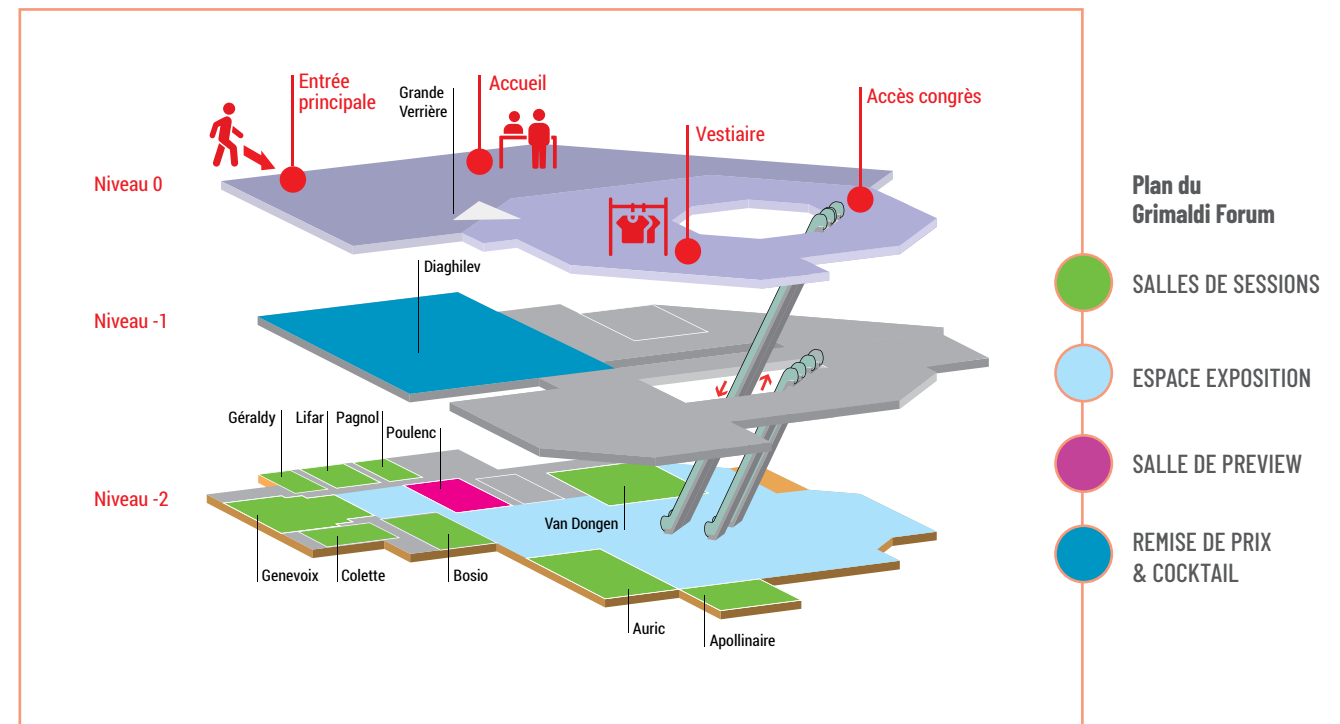 Entrée
principale
Grande
Verrière
Accueil
Vestiaire
Accès congrès
Niveau 0
Diaghilev
Niveau -1
Géraldy
Lifar
Pagnol
Poulenc
Niveau -2
Van Dongen
Genevoix
Colette
Bosio
Auric
Apollinaire
Plan du
Grimaldi Forum
SALLES DE SESSIONS
ESPACE EXPOSITION
SALLE DE PREVIEW
REMISE DE PRIX
& COCKTAIL